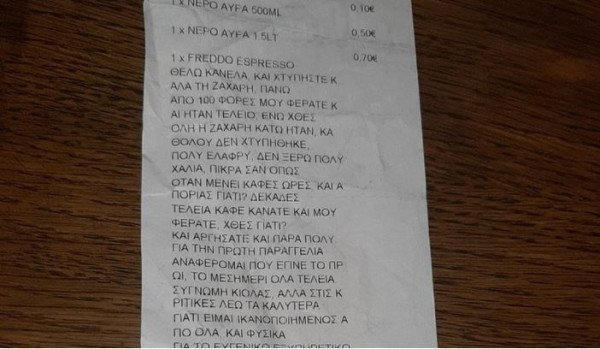 1 x ΝΕΡΟ ΑΥΡΑ 500ML 0,10€
1 x ΝΕΡΟ ΑΥΡΑ 1.5LT 0,50€
1 x FREDDO ESPRESSO 0,70€
ΘΕΛΩ ΚΑΝΕΛΑ, ΚΑΙ ΧΤΥΠΗΣΤΕ Κ
ΑΛΑ ΤΗ ΖΑΧΑΡΗ, ΠΑΝΩ
ΑΠΟ 100 ΦΟΡΕΣ ΜΟΥ ΦΕΡΑΤΕ Κ
ΑΙ ΗΤΑΝ ΤΕΛΕΙΟ, ΕΝΩ ΧΘΕΣ
ΟΛΗ Η ΖΑΧΑΡΗ ΚΑΤΩ ΗΤΑΝ, ΚΑ
ΘΟΛΟΥ ΔΕΝ ΧΤΥΠΗΘΗΚΕ,
ΠΟΛΥ ΕΛΑΦΡΥ, ΔΕΝ ΞΕΡΩ ΠΟΛΥ
ΧΑΛΙΑ, ΠΙΚΡΑ ΣΑΝ ΟΠΩΣ
ΟΤΑΝ ΜΕΝΕΙ ΚΑΦΕΣ ΩΡΕΣ, ΚΑΙ Α
ΠΟΡΙΑΣ ΓΙΑΤΙ? ΔΕΚΑΔΕΣ
ΤΕΛΕΙΑ ΚΑΦΕ ΚΑΝΑΤΕ ΚΑΙ ΜΟΥ
ΦΕΡΑΤΕ, ΧΘΕΣ ΓΙΑΤΙ?
ΚΑΙ ΑΡΓΗΣΑΤΕ ΚΑΙ ΠΑΡΑ ΠΟΛΥ
ΓΙΑ ΤΗΝ ΠΡΩΤΗ ΠΑΡΑΓΓΕΛΙΑ
ΑΝΑΦΕΡΟΜΑΙ ΠΟΥ ΕΓΙΝΕ ΤΟ ΠΡ
ΩΙ, ΤΟ ΜΕΣΗΜΕΡΙ ΟΛΑ ΤΕΛΕΙΑ
ΣΥΓΝΩΜΗ ΚΙΟΛΑΣ, ΑΛΛΑ ΣΤΙΣ Κ
ΡΙΤΙΚΕΣ ΛΕΩ ΤΑ ΚΑΛΥΤΕΡΑ
ΓΙΑΤΙ ΕΙΜΑΙ ΙΚΑΝΟΠΟΙΗΜΕΝΟΣ Α
ΠΟ ΟΛΑ, ΚΑΙ ΦΥΣΙΚΑ
ΓΙΑ ΤΟ ΕΥΓΕΝΙΚΟ ΕΞΥΠΗΡΕΤΙΚΟ